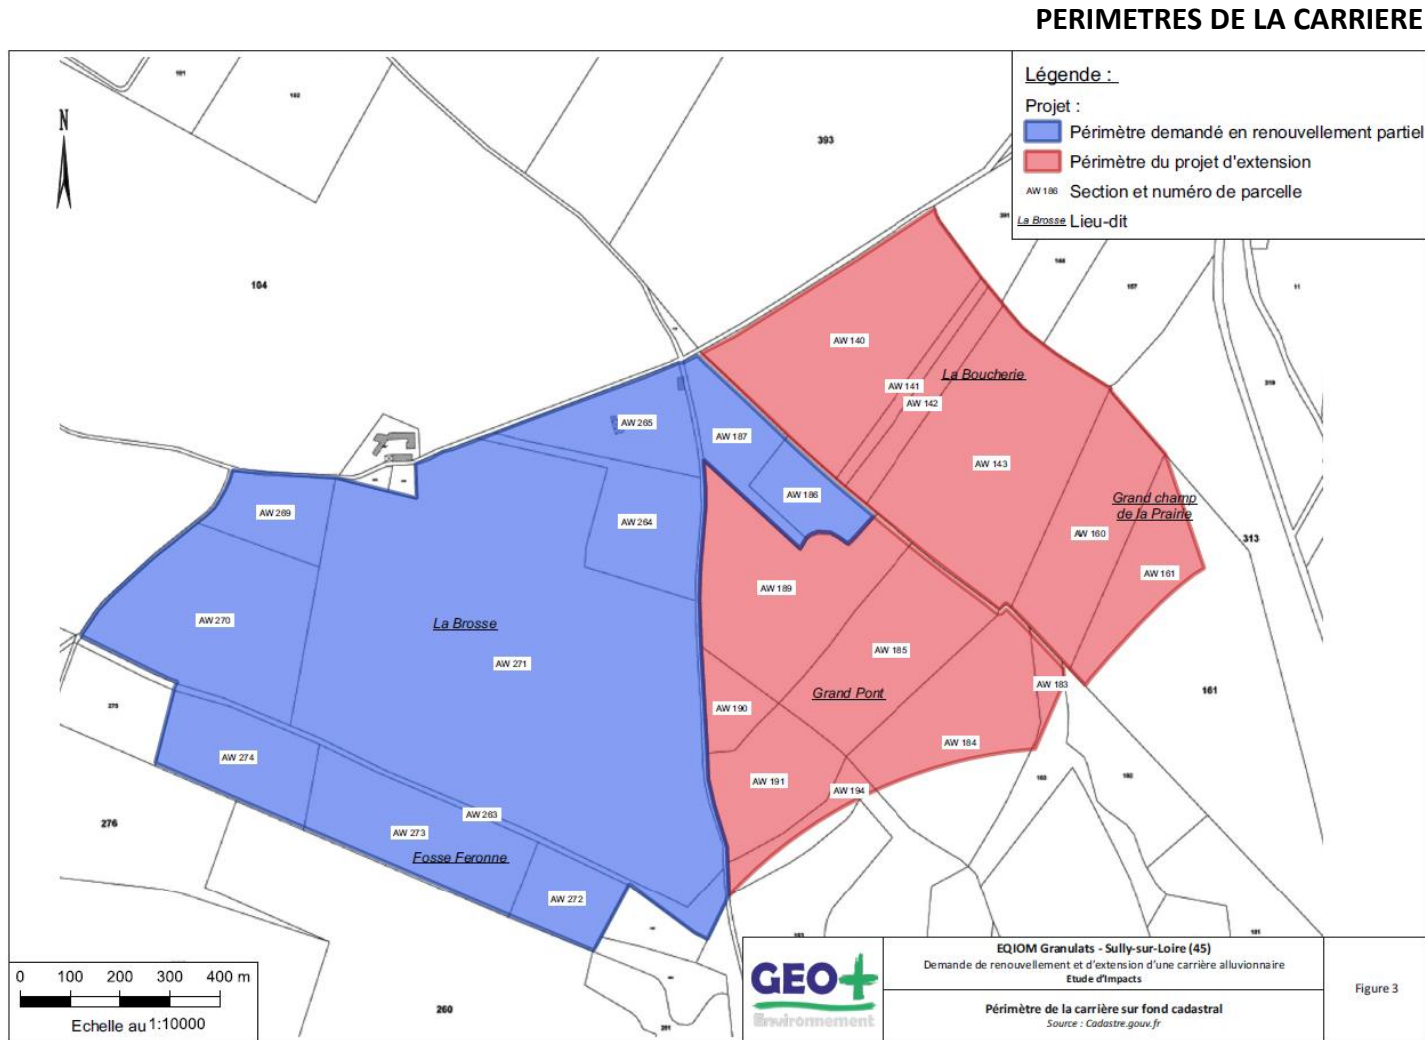 PERIMETRES DE LA CARRIERE
Légende :
Projet :
Périmètre demandé en renouvellement partiel
Périmètre du projet d'extension
AW 186 Section et numéro de parcelle
La Brosse Lieu-dit
N
393
104
AW 140
La Boucherie
AW 141
AW 142
AW 265
AW 187
AW 143
AW 186
Grand champ
de la Prairie
AW 269
AW 264
AW 160
313
AW 161
AW 189
AW 270
La Brosse
AW 271
AW 185
AW 183
Grand Pont
161
AW 190
AW 184
AW 274
AW 191
AW 194
AW 263
276
AW 273
Fosse Feronne
AW 272
260
0 100 200 300 400 m
Echelle au 1:10000
GEO+
Environnement
EQIOM Granulats - Sully-sur-Loire (45)
Demande de renouvellement et d'extension d'une carrière alluvionnaire
Etude d'Impacts
Périmètre de la carrière sur fond cadastral
Source : Cadastre.gouv.fr
Figure 3